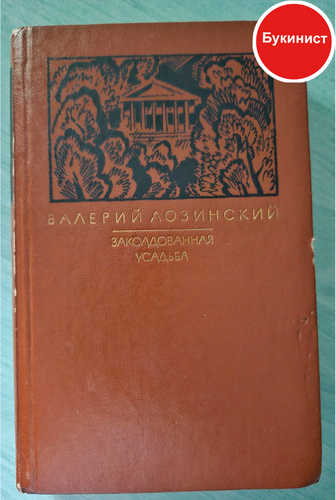 Букинист
ВАЛЕРИЙ ЛОЗИНСКИЙ
ЗАКОЛДОВАННАЯ
УСАДЬБА